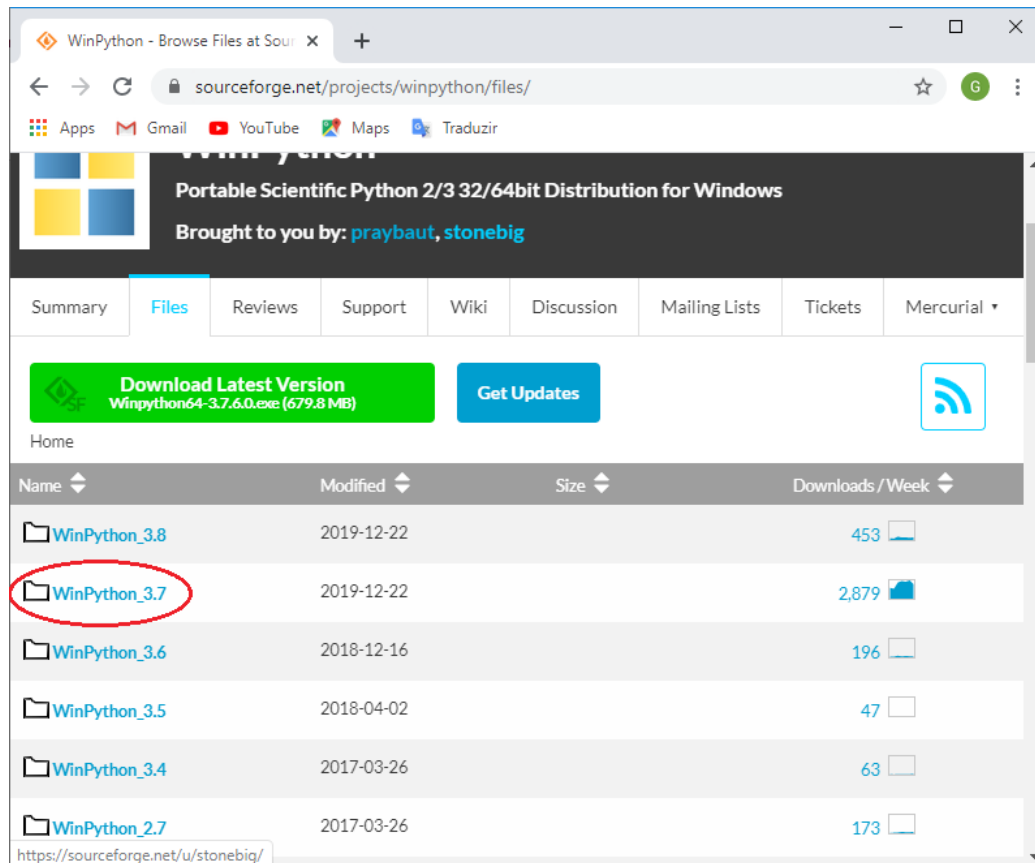 WinPython - Browse Files at Sour
sourceforge.net/projects/winpython/files/
G
Apps Gmail YouTube Maps Traduzir
WinPython
Portable Scientific Python 2/3 32/64bit Distribution for Windows
Brought to you by: praybaut, stonebig
Summary Files Reviews Support Wiki Discussion Mailing Lists Tickets Mercurial
Download Latest Version
Winpython64-3.7.6.0.exe (679.8 MB)
SF
Get Updates
Home
Name Modified Size Downloads / Week
WinPython_3.8 2019-12-22 453
WinPython_3.7 2019-12-22 2,879
WinPython_3.6 2018-12-16 196
WinPython_3.5 2018-04-02 47
WinPython_3.4 2017-03-26 63
WinPython_2.7 2017-03-26 173
https://sourceforge.net/u/stonebig/